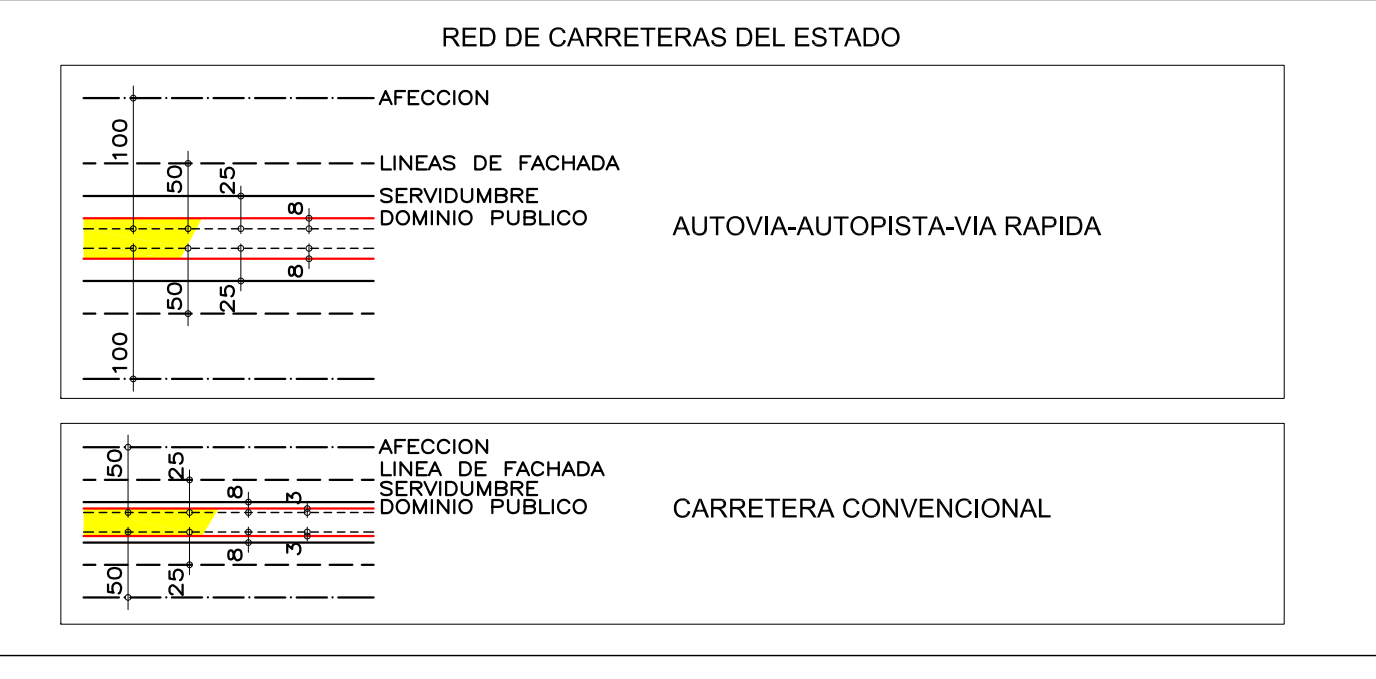 RED DE CARRETERAS DEL ESTADO
AFECCION
100
LINEAS DE FACHADA
50
25
SERVIDUMBRE
8
DOMINIO PUBLICO
AUTOVIA-AUTOPISTA-VIA RAPIDA
8
50
25
100
AFECCION
50
25
LINEA DE FACHADA
SERVIDUMBRE
8
3
DOMINIO PUBLICO
CARRETERA CONVENCIONAL
8
3
50
25